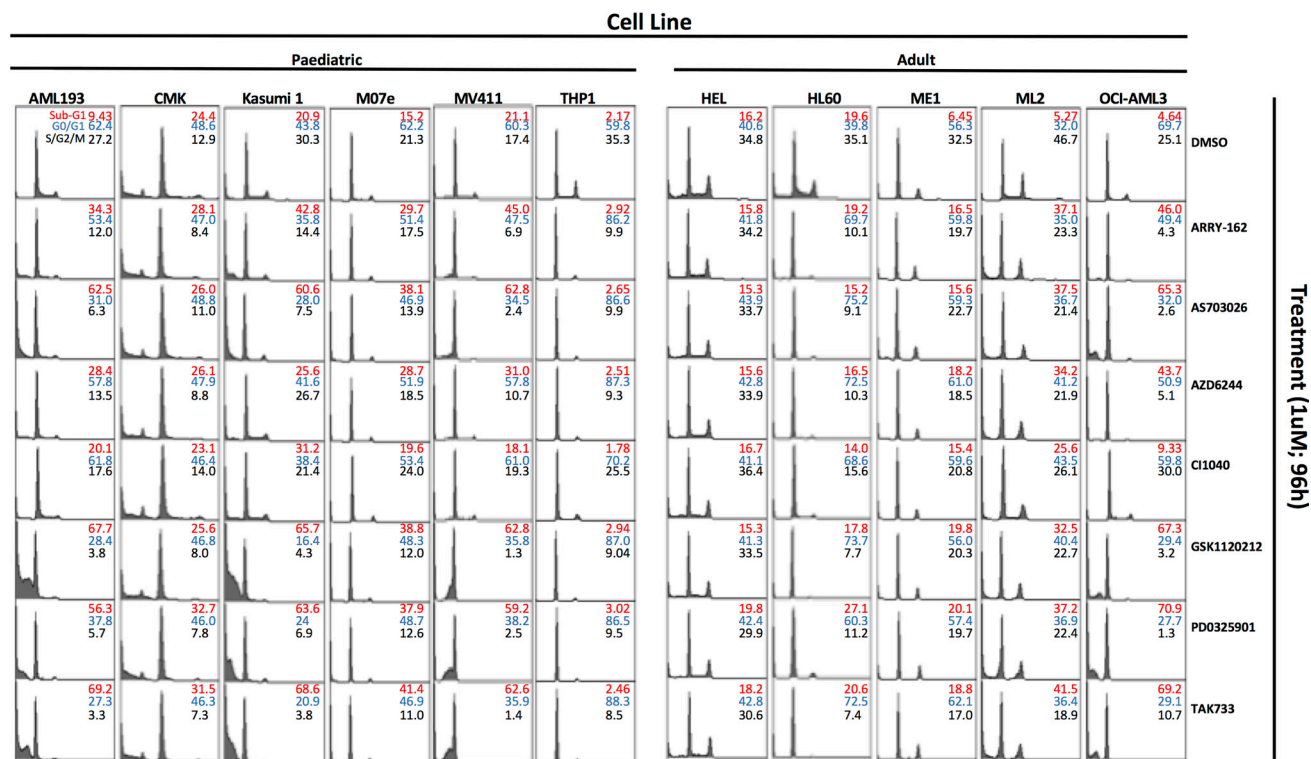 Cell Line
Paediatric Adult
AML193 CMK Kasumi 1 M07e MV411 THP1 HEL HL60 ME1 ML2 OCI-AML3
Sub-G1 9.43 24.4 20.9 15.2 21.1 2.17 16.2 19.6 6.45 5.27 4.64
G0/G1 62.4 48.6 43.8 62.2 60.3 59.8 40.6 39.8 56.3 32.0 69.7
S/G2/M 27.2 12.9 30.3 21.3 17.4 35.3 34.8 35.1 32.5 46.7 25.1
DMSO
34.3 28.1 42.8 29.7 45.0 2.92 15.8 19.2 16.5 37.1 46.0
53.4 47.0 35.8 51.4 47.5 86.2 41.8 69.7 59.8 35.0 49.4
12.0 8.4 14.4 17.5 6.9 9.9 34.2 10.1 19.7 23.3 4.3
ARRY-162
62.5 26.0 60.6 38.1 62.8 2.65 15.3 15.2 15.6 37.5 65.3
31.0 48.8 28.0 46.9 34.5 86.6 43.9 75.2 59.3 36.7 32.0
6.3 11.0 7.5 13.9 2.4 9.9 33.7 9.1 22.7 21.4 2.6
AS703026
28.4 26.1 25.6 28.7 31.0 2.51 15.6 16.5 18.2 34.2 43.7
57.8 47.9 41.6 51.9 57.8 87.3 42.8 72.5 61.0 41.2 50.9
13.5 8.8 26.7 18.5 10.7 9.3 33.9 10.3 18.5 21.9 5.1
AZD6244
20.1 23.1 31.2 19.6 18.1 1.78 16.7 14.0 15.4 25.6 9.33
61.8 46.4 38.4 53.4 61.0 70.2 41.1 68.6 59.6 43.5 59.8
17.6 14.0 21.4 24.0 19.3 25.5 36.4 15.6 20.8 26.1 30.0
CI1040
67.7 25.6 65.7 38.8 62.8 2.94 15.3 17.8 19.8 32.5 67.3
28.4 46.8 16.4 48.3 35.8 87.0 41.3 73.7 56.0 40.4 29.4
3.8 8.0 4.3 12.0 1.3 9.04 33.5 7.7 20.3 22.7 3.2
GSK1120212
56.3 32.7 63.6 37.9 59.2 3.02 19.8 27.1 20.1 37.2 70.9
37.8 46.0 24 48.7 38.2 86.5 42.4 60.3 57.4 36.9 27.7
5.7 7.8 6.9 12.6 2.5 9.5 29.9 11.2 19.7 22.4 1.3
PD0325901
69.2 31.5 68.6 41.4 62.6 2.46 18.2 20.6 18.8 41.5 69.2
27.3 46.3 20.9 46.9 35.9 88.3 42.8 72.5 62.1 36.4 29.1
3.3 7.3 3.8 11.0 1.4 8.5 30.6 7.4 17.0 18.9 10.7
TAK733
Treatment (1uM; 96h)